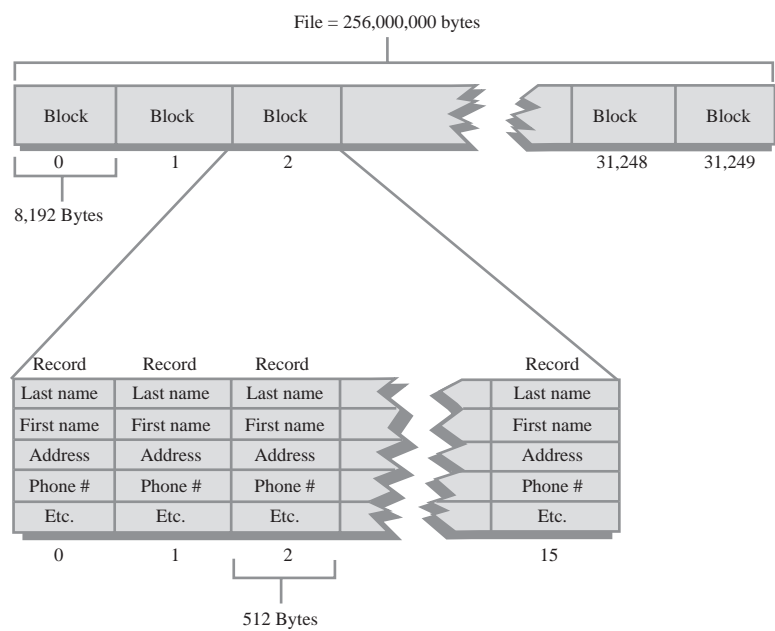 File = 256,000,000 bytes
Block Block Block Block Block
0 1 2 31,248 31,249
8,192 Bytes
Record Record Record Record
Last name Last name Last name Last name
First name First name First name First name
Address Address Address Address
Phone # Phone # Phone # Phone #
Etc. Etc. Etc. Etc.
0 1 2 15
512 Bytes